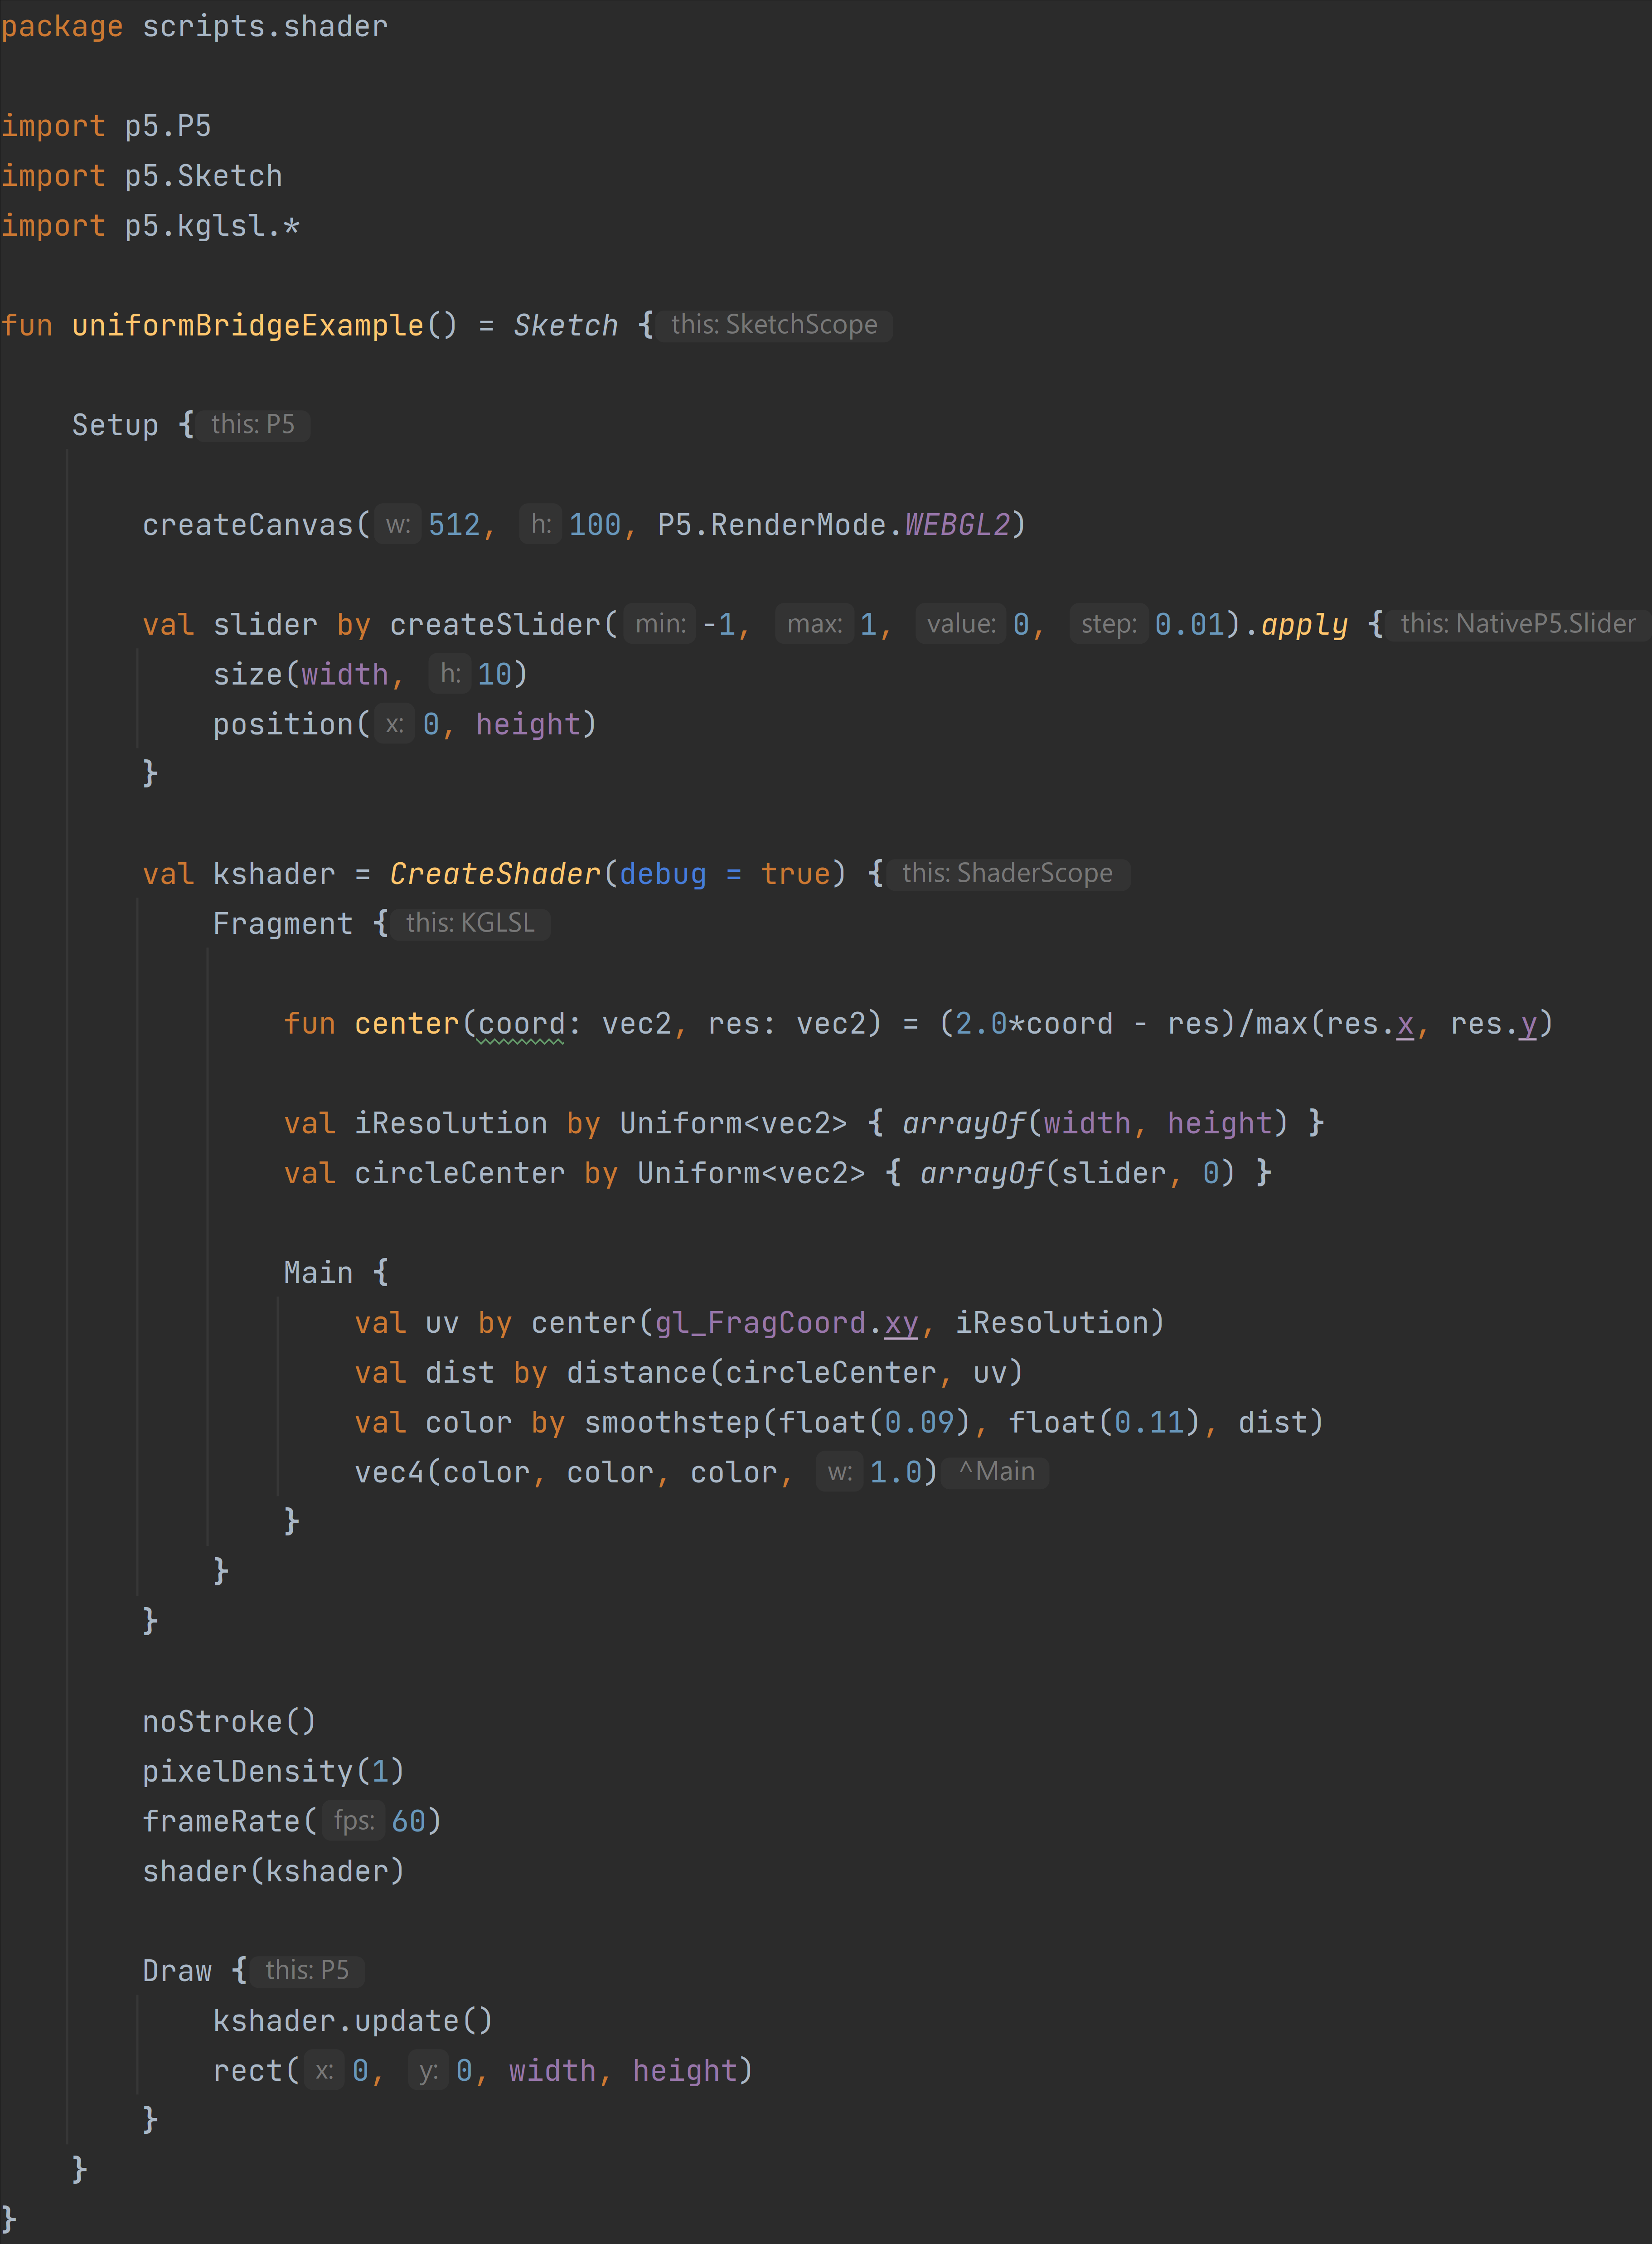 package scripts.shader
import p5.P5
import p5.Sketch
import p5.kglsl.*
fun uniformBridgeExample() = Sketch { this: SketchScope
Setup { this: P5
createCanvas( w: 512, h: 100, P5.RenderMode.WEBGL2)
val slider by createSlider( min: -1, max: 1, value: 0, step: 0.01).apply { this: NativeP5.Slider
size(width, h: 10)
position( x: 0, height)
}
val kshader = CreateShader(debug = true) { this: ShaderScope
Fragment { this: KGLSL
fun center(coord: vec2, res: vec2) = (2.0*coord - res)/max(res.x, res.y)
val iResolution by Uniform<vec2> { arrayOf(width, height) }
val circleCenter by Uniform<vec2> { arrayOf(slider, 0) }
Main {
val uv by center(gl_FragCoord.xy, iResolution)
val dist by distance(circleCenter, uv)
val color by smoothstep(float(0.09), float(0.11), dist)
vec4(color, color, color, w: 1.0) ^Main
}
}
}
noStroke()
pixelDensity(1)
frameRate( fps: 60)
shader(kshader)
Draw { this: P5
kshader.update()
rect( x: 0, y: 0, width, height)
}
}
}